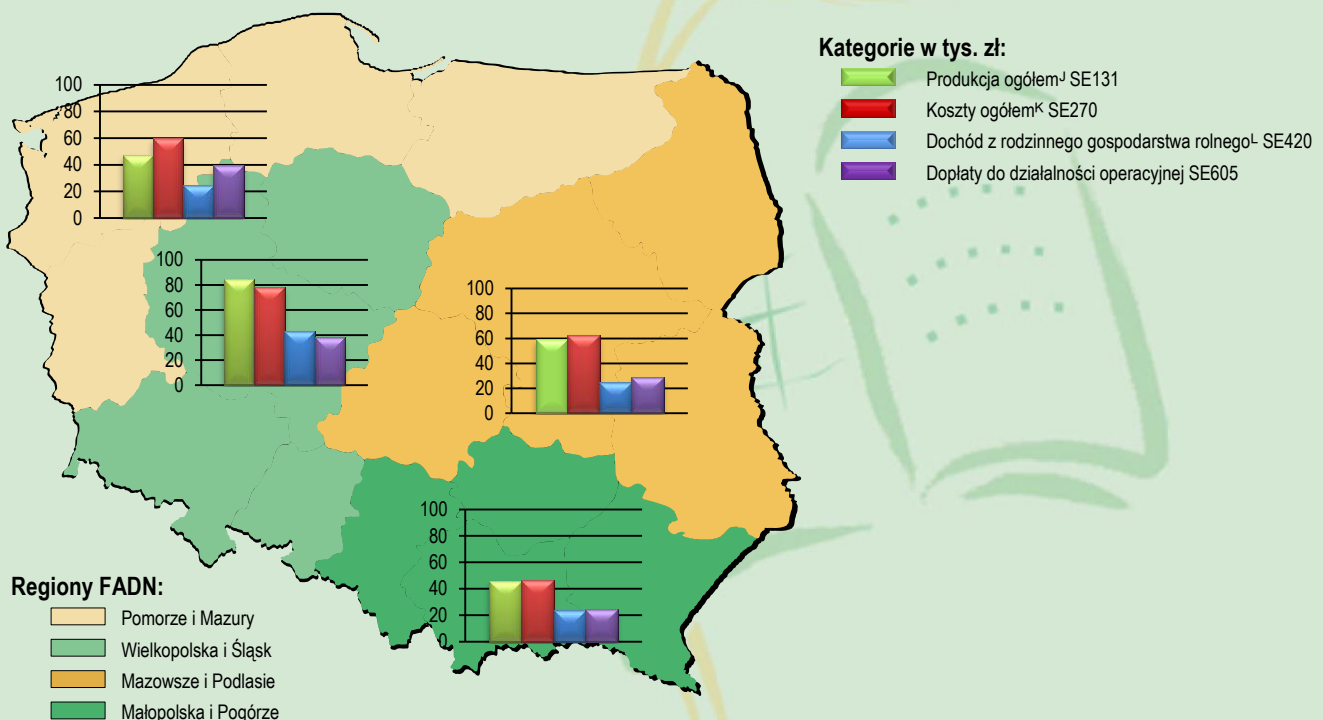 Kategorie w tys. zł:
Produkcja ogółemᴶ SE131
Koszty ogółemᴷ SE270
Dochód z rodzinnego gospodarstwa rolnegoᴸ SE420
Dopłaty do działalności operacyjnej SE605
100
80
60
40
20
0
100
80
60
40
20
0
100
80
60
40
20
0
100
80
60
40
20
0
Regiony FADN:
Pomorze i Mazury
Wielkopolska i Śląsk
Mazowsze i Podlasie
Małopolska i Pogórze